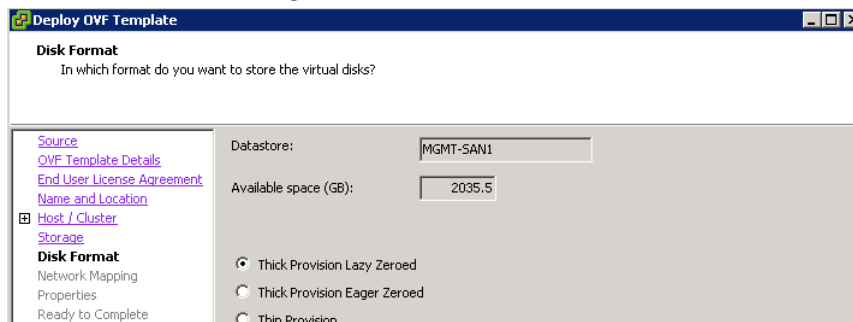 Deploy OVF Template
Disk Format
In which format do you want to store the virtual disks?
Source
OVF Template Details
End User License Agreement
Name and Location
Host / Cluster
Storage
Disk Format
Network Mapping
Properties
Ready to Complete
Datastore:
MGMT-SAN1
Available space (GB):
2035.5
Thick Provision Lazy Zeroed
Thick Provision Eager Zeroed
Thin Provision